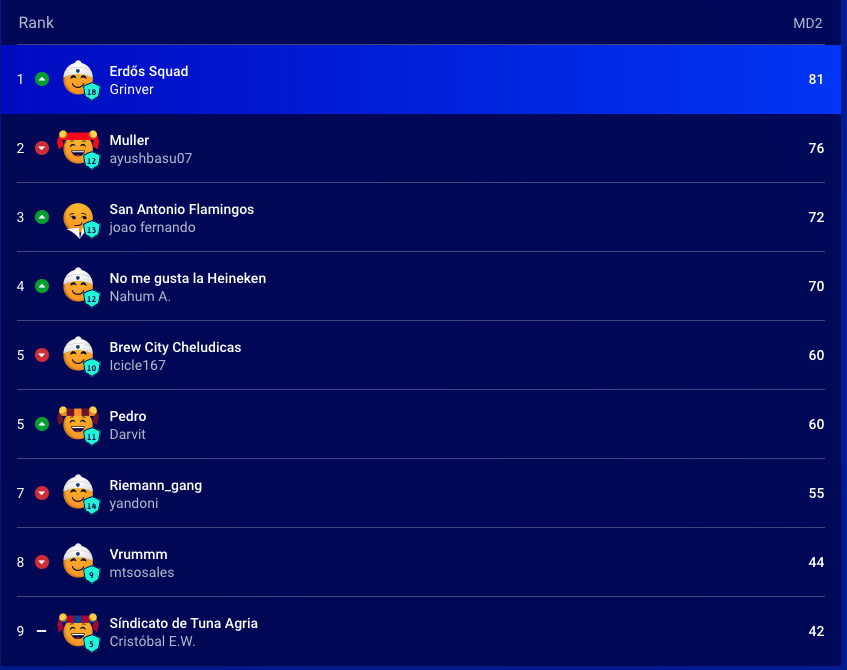 Rank MD2
1 18 Erdős Squad 81
Grinver
2 12 Muller 76
ayushbasu07
3 13 San Antonio Flamingos 72
joao fernando
4 12 No me gusta la Heineken 70
Nahum A.
5 10 Brew City Cheludicas 60
Icicle167
5 11 Pedro 60
Darvit
7 14 Riemann_gang 55
yandoni
8 9 Vrummm 44
mtsosales
9 5 Síndicato de Tuna Agria 42
Cristóbal E.W.